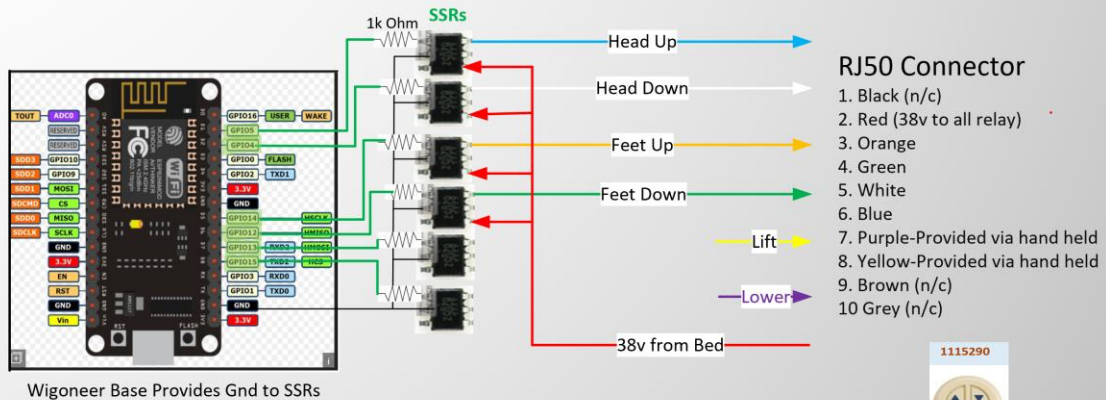 SSRs
1k Ohm
Head Up
Head Down
Feet Up
Feet Down
Lift
Lower
38v from Bed
TOUT ADC0
RESERVED
RESERVED
SDD3 GPIO10
SDD2 GPIO9
SDD1 MOSI
SDCMD CS
SDD0 MISO
SDCLK SCLK
GND
3.3V
EN
RST
GND
Vin
WiFi
RST
FLASH
GPIO16 USER WAKE
GPIO5
GPIO4
GPIO0 FLASH
GPIO2 TXD1
3.3V
GND
GPIO14 HSCLK
GPIO12 HMISO
GPIO13 RXD2 HMOSI
GPIO15 TXD2 HCS
GPIO3 RXD0
GPIO1 TXD0
GND
3.3V
Wigoneer Base Provides Gnd to SSRs
RJ50 Connector
1. Black (n/c)
2. Red (38v to all relay)
3. Orange
4. Green
5. White
6. Blue
7. Purple-Provided via hand held
8. Yellow-Provided via hand held
9. Brown (n/c)
10 Grey (n/c)
1115290